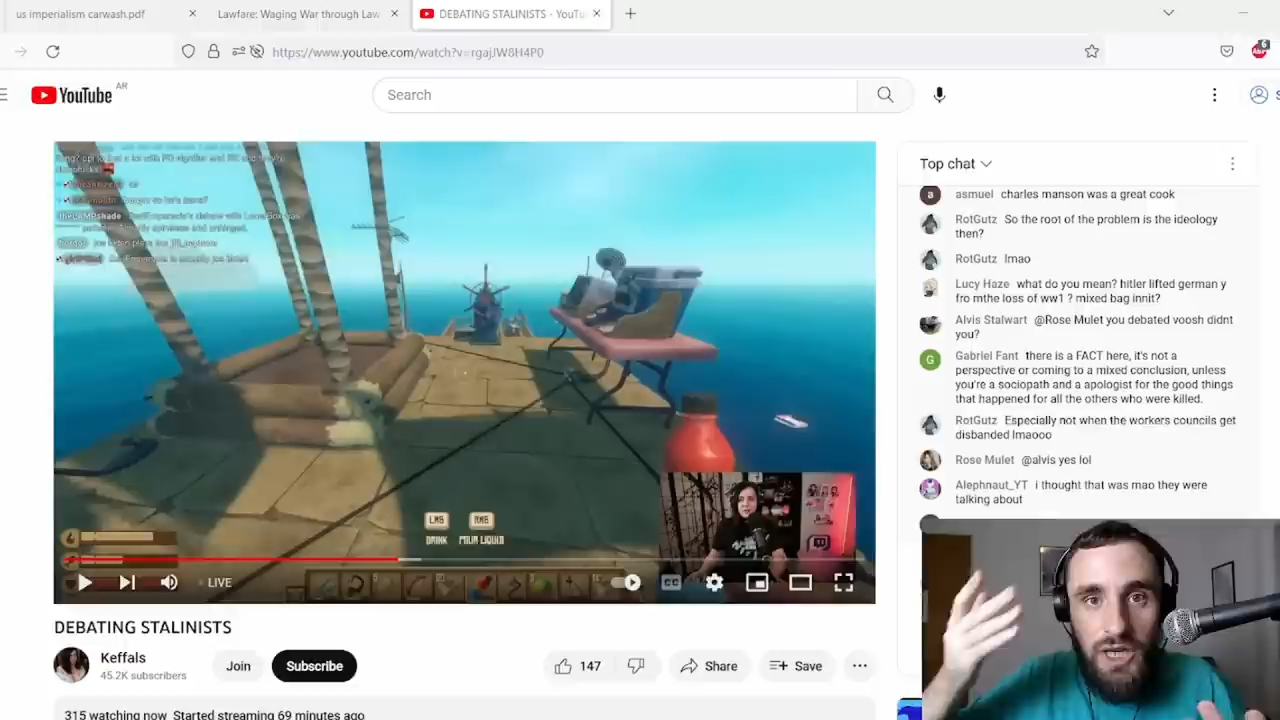 us imperialism carwash.pdf
Lawfare: Waging War through Law
DEBATING STALINISTS - YouTu
https://www.youtube.com/watch?v=rgajJW8H4P0
6
YouTube AR
Search
Top chat
asmuel charles manson was a great cook
RotGutz So the root of the problem is the ideology
then?
RotGutz lmao
Lucy Haze what do you mean? hitler lifted german y
fro mthe loss of ww1 ? mixed bag innit?
Alvis Stalwart @Rose Mulet you debated voosh didnt
you?
Gabriel Fant there is a FACT here, it's not a
perspective or coming to a mixed conclusion, unless
you're a sociopath and a apologist for the good things
that happened for all the others who were killed.
RotGutz Especially not when the workers councils get
disbanded lmaooo
Rose Mulet @alvis yes lol
Alephnaut_YT i thought that was mao they were
talking about
LMB RMB
DRINK POUR LIQUID
LIVE
CC
DEBATING STALINISTS
Keffals
45.2K subscribers
Join
Subscribe
147
Share
Save
315 watching now Started streaming 69 minutes ago